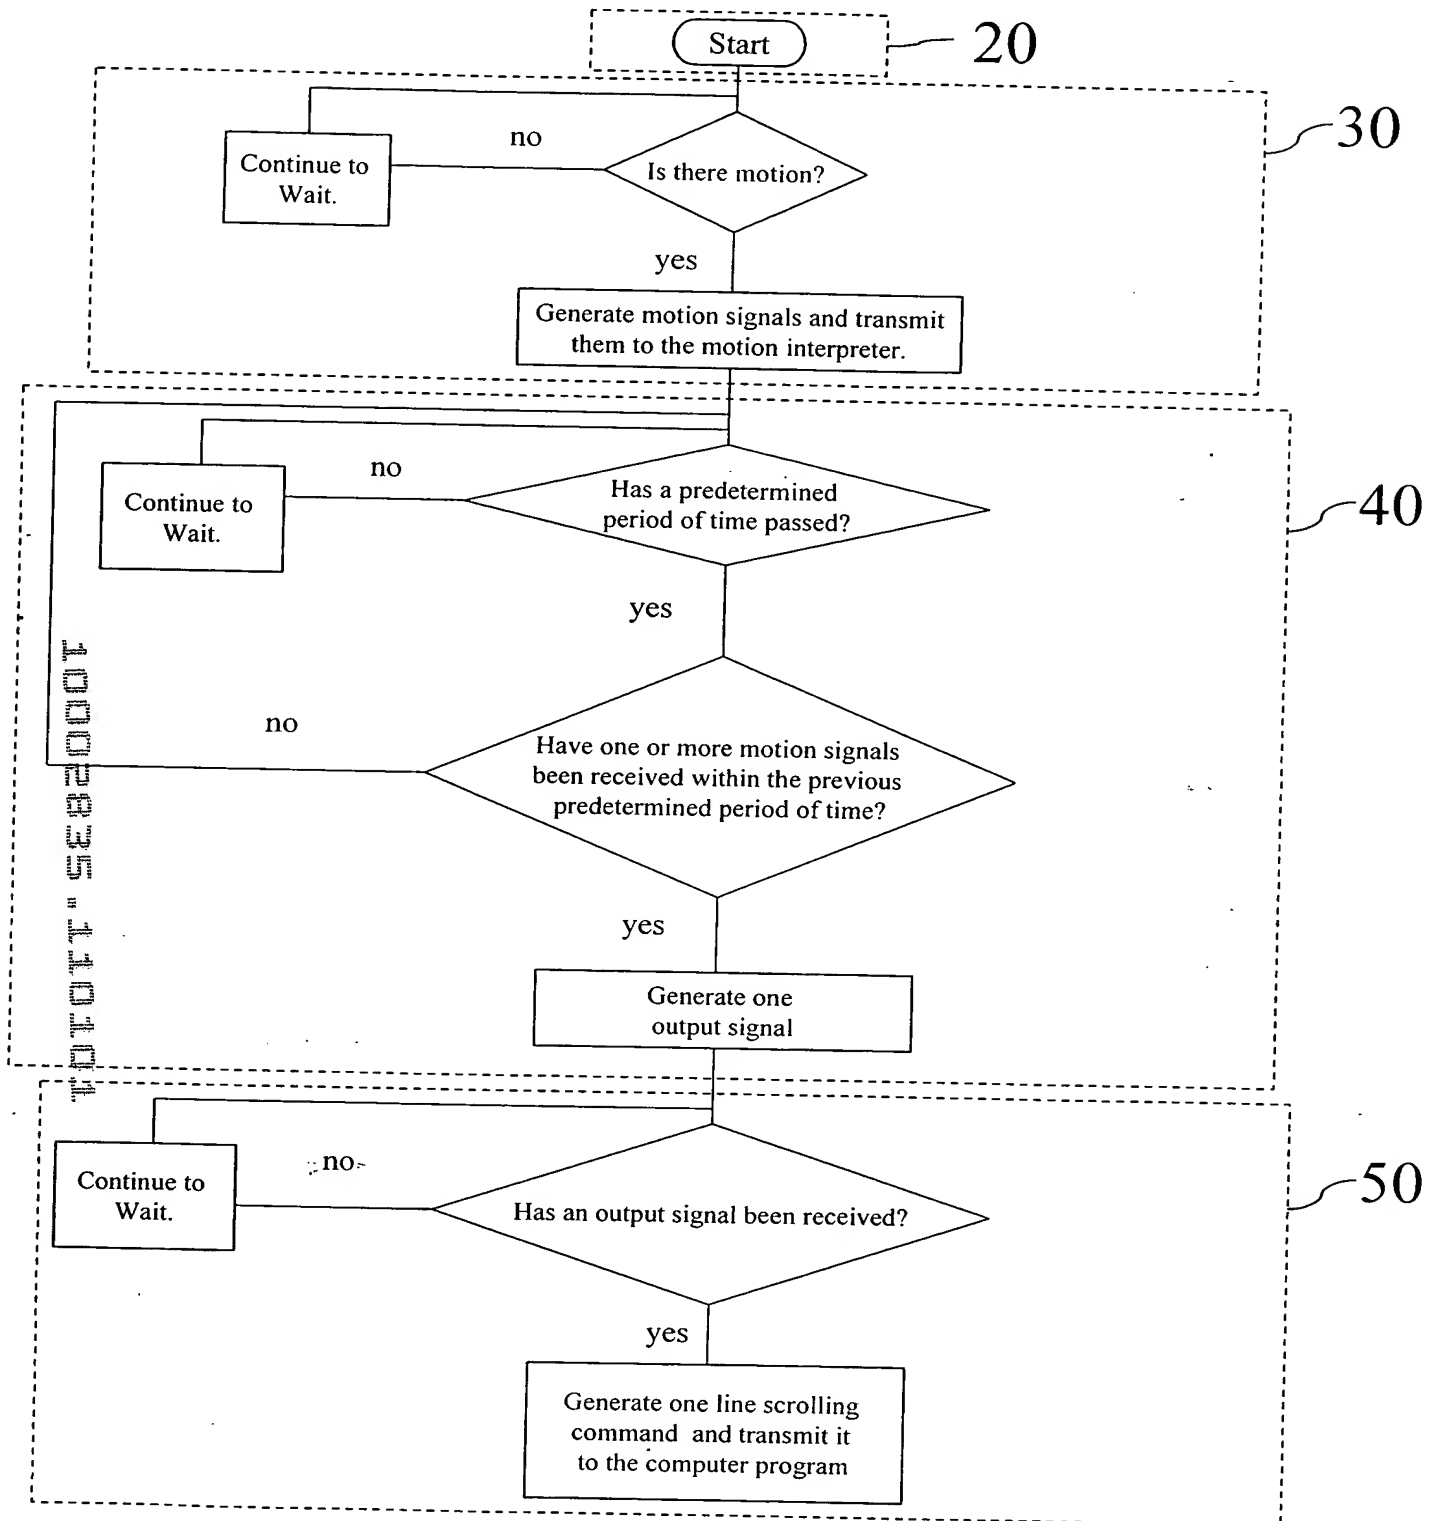 Start
20
30
no
Continue to
Wait.
Is there motion?
yes
Generate motion signals and transmit
them to the motion interpreter.
no
Continue to
Wait.
Has a predetermined
period of time passed?
40
yes
no
Have one or more motion signals
been received within the previous
predetermined period of time?
yes
Generate one
output signal
10002835.110101
no
Continue to
Wait.
Has an output signal been received?
50
yes
Generate one line scrolling
command and transmit it
to the computer program